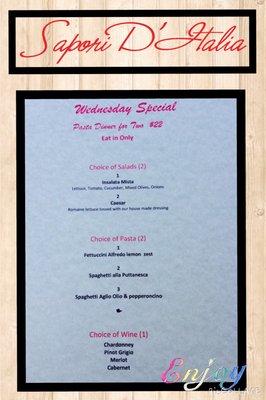 Sapori D'Italia
Wednesday Special
Pasta Dinner for Two #22
Eat in Only
Choice of Salads (2)
1
Insalata Mista
Lettuce, Tomato, Cucumber, Mixed Olives, Onions
2
Caesar
Romaine lettuce tossed with our house made dressing
Choice of Pasta (2)
1
Fettuccini Alfredo lemon zest
2
Spaghetti alla Puttanesca
3
Spaghetti Aglio Olio & pepperoncino
Choice of Wine (1)
Chardonney
Pinot Grigio
Merlot
Cabernet
Enjoy